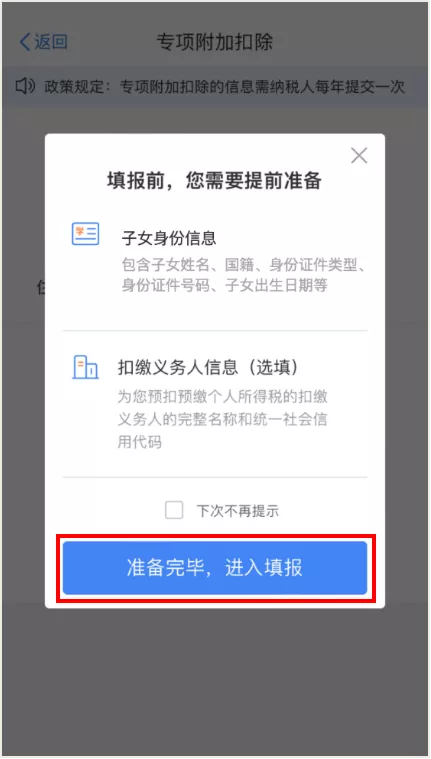 返回
专项附加扣除
政策规定：专项附加扣除的信息需纳税人每年提交一次
填报前，您需要提前准备
子女身份信息
包含子女姓名、国籍、身份证件类型、
身份证件号码、子女出生日期等
扣缴义务人信息（选填）
为您预扣预缴个人所得税的扣缴
义务人的完整名称和统一社会信
用代码
下次不再提示
准备完毕，进入填报